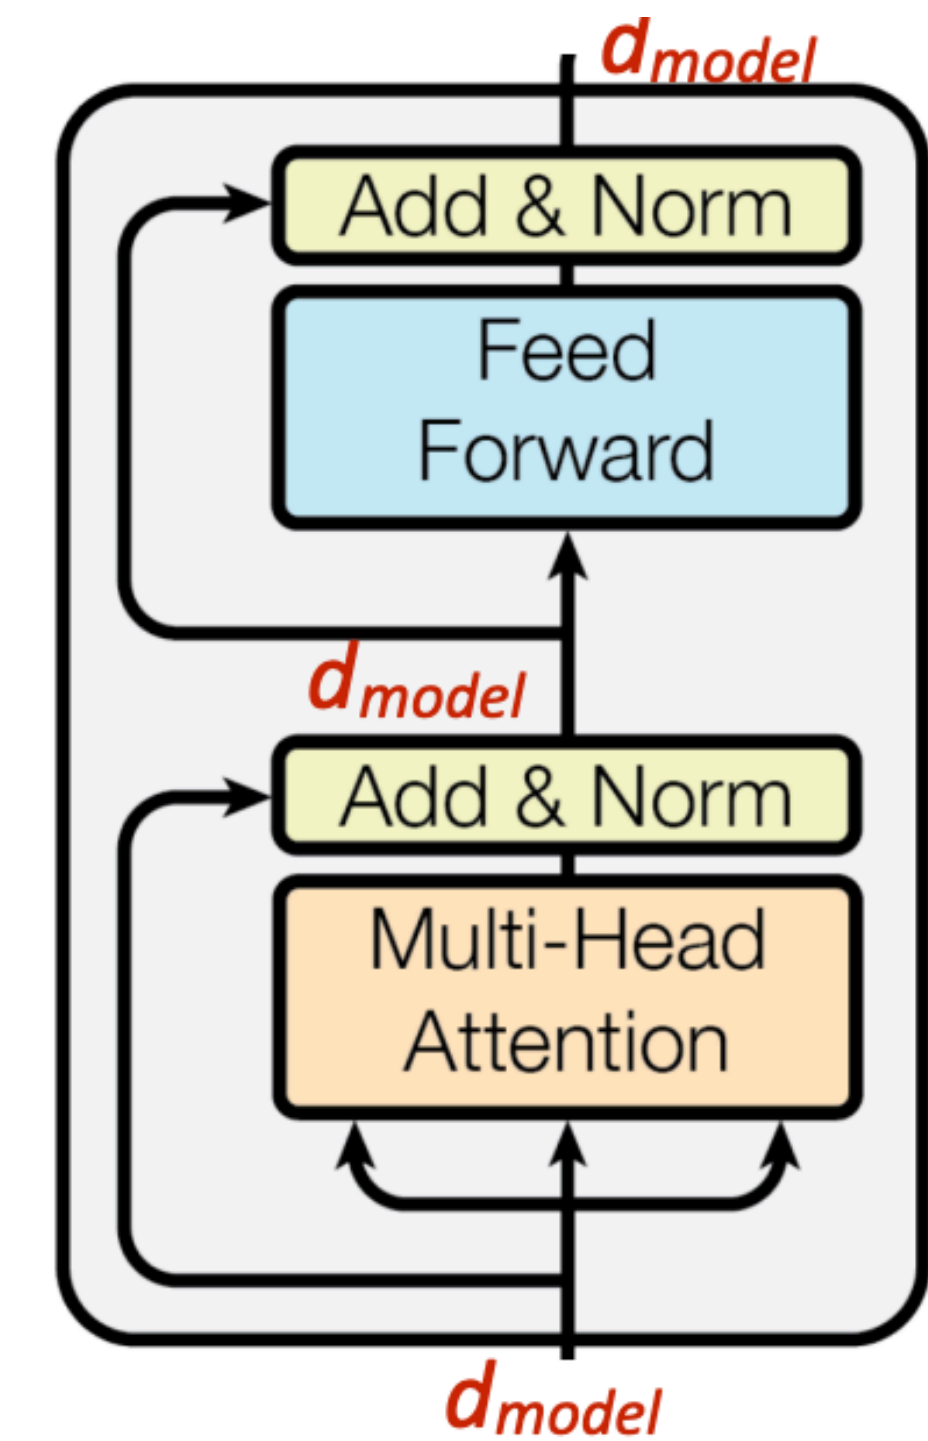 dmodel
Add & Norm
Feed
Forward
dmodel
Add & Norm
Multi-Head
Attention
dmodel